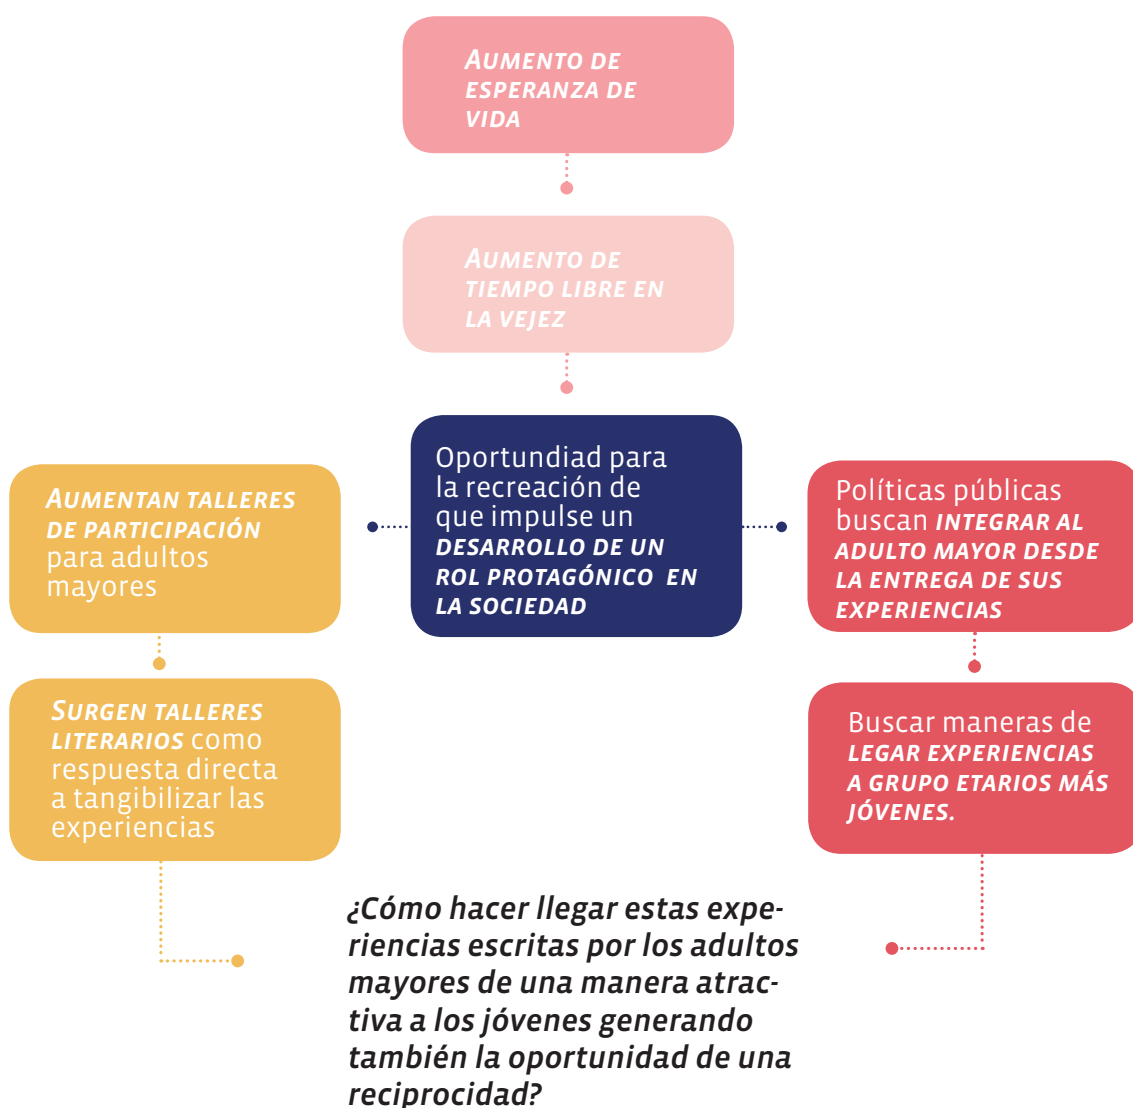 AUMENTO DE
ESPERANZA DE
VIDA
AUMENTO DE
TIEMPO LIBRE EN
LA VEJEZ
Oportundiad para
la recreación de
que impulse un
DESARROLLO DE UN
ROL PROTAGÓNICO EN
LA SOCIEDAD
AUMENTAN TALLERES
DE PARTICIPACIÓN
para adultos
mayores
SURGEN TALLERES
LITERARIOS como
respuesta directa
a tangibilizar las
experiencias
Políticas públicas
buscan INTEGRAR AL
ADULTO MAYOR DESDE
LA ENTREGA DE SUS
EXPERIENCIAS
Buscar maneras de
LEGAR EXPERIENCIAS
A GRUPO ETARIOS MÁS
JÓVENES.
¿Cómo hacer llegar estas expe-
riencias escritas por los adultos
mayores de una manera atrac-
tiva a los jóvenes generando
también la oportunidad de una
reciprocidad?